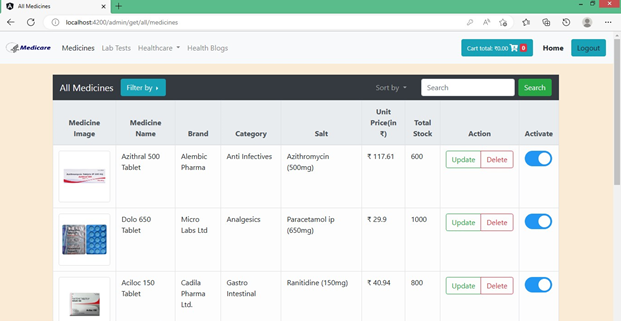 All Medicines
localhost:4200/admin/get/all/medicines
Medicare Medicines Lab Tests Healthcare Health Blogs Cart total: ₹0.00 0 Home Logout
All Medicines Filter by Sort by Search Search
Medicine Image Medicine Name Brand Category Salt Unit Price(in ₹) Total Stock Action Activate
Azithral 500 Tablet Alembic Pharma Anti Infectives Azithromycin (500mg) ₹ 117.61 600 Update Delete
Dolo 650 Tablet Micro Labs Ltd Analgesics Paracetamol ip (650mg) ₹ 29.9 1000 Update Delete
Aciloc 150 Tablet Cadila Pharma Ltd. Gastro Intestinal Ranitidine (150mg) ₹ 40.94 800 Update Delete